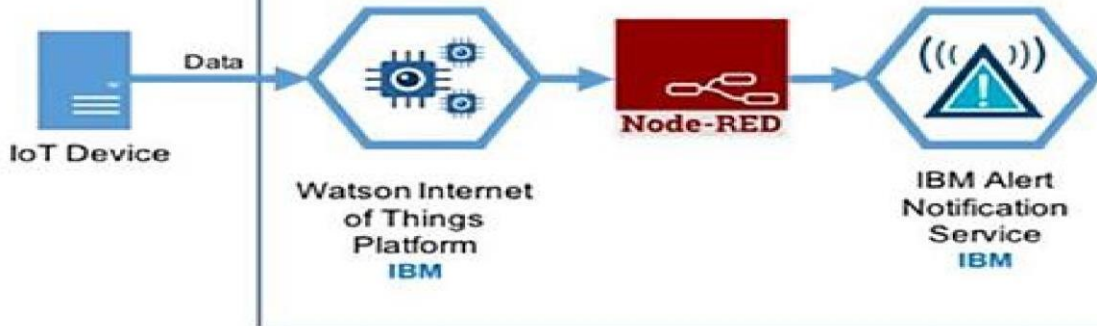 Data
IoT Device
Watson Internet
of Things
Platform
IBM
Node-RED
IBM Alert
Notification
Service
IBM